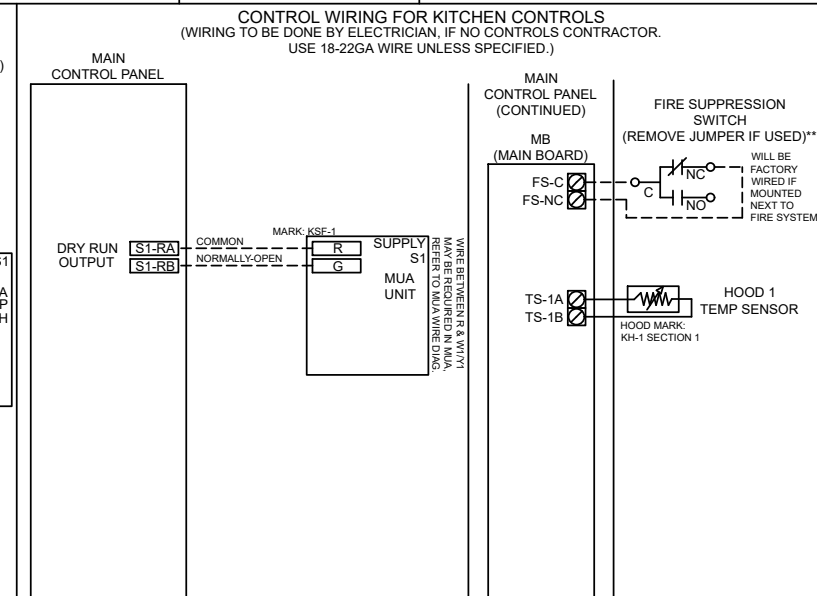 CONTROL WIRING FOR KITCHEN CONTROLS
(WIRING TO BE DONE BY ELECTRICIAN, IF NO CONTROLS CONTRACTOR.
USE 18-22GA WIRE UNLESS SPECIFIED.)
)
S1
A
P
H
MAIN
CONTROL PANEL
DRY RUN
OUTPUT
S1-RA
S1-RB
COMMON
NORMALLY-OPEN
MARK: KSF-1
R
G
SUPPLY
S1
MUA
UNIT
WIRE BETWEEN R & W1/Y1
MAY BE REQUIRED IN MUA.
REFER TO MUA WIRE DIAG.
MAIN
CONTROL PANEL
(CONTINUED)
MB
(MAIN BOARD)
FS-C
FS-NC
TS-1A
TS-1B
FIRE SUPPRESSION
SWITCH
(REMOVE JUMPER IF USED)**
C
NC
NO
WILL BE
FACTORY
WIRED IF
MOUNTED
NEXT TO
FIRE SYSTEM
HOOD 1
TEMP SENSOR
HOOD MARK:
KH-1 SECTION 1